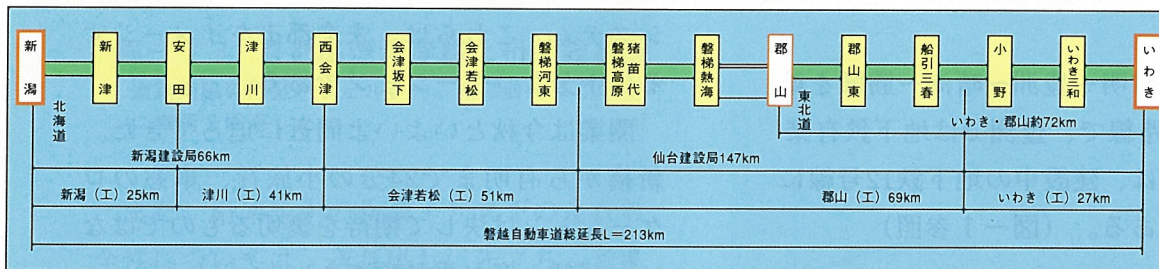 新潟
新津
安田
津川
西会津
会津坂下
会津若松
磐梯河東
猪苗代
磐梯高原
磐梯熱海
郡山
郡山東
船引三春
小野
いわき三和
いわき
北海道
東北道
いわき・郡山約72km
新潟建設局66km
仙台建設局147km
新潟（工）25km
津川（工）41km
会津若松（工）51km
郡山（工）69km
いわき（工）27km
磐越自動車道総延長L＝213km